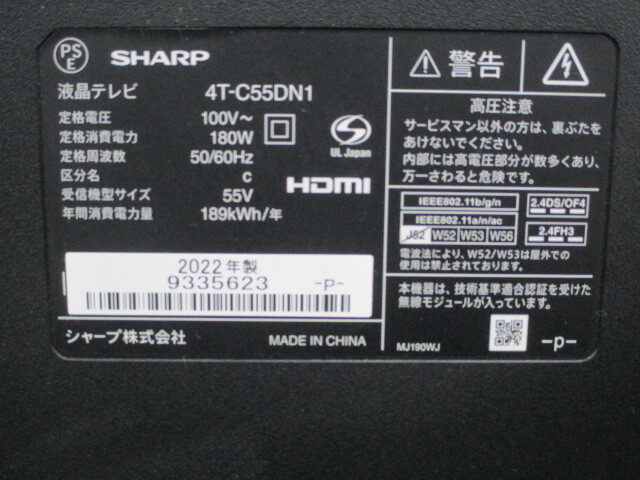 PS
E
SHARP
液晶テレビ 4T-C55DN1
定格電圧 100V～
定格消費電力 180W
定格周波数 50/60Hz
区分名 c
受信機型サイズ 55V
年間消費電力量 189kWh/年
UL Japan
HDMI
2022年製
9335623 -P-
シャープ株式会社 MADE IN CHINA
警告
高圧注意
サービスマン以外の方は、裏ぶたを
あけないでください。
内部には高電圧部分が数多くあり、
万一さわると危険です。
IEEE802.11b/g/n 2.4DS/OF4
IEEE802.11a/n/ac
J52 W52 W53 W56 2.4FH3
電波法により、W52/W53は屋外での
使用は禁じられています。
本機器は、技術基準適合認証を受けた
無線モジュールが入っています。
MJ190WJ -P-